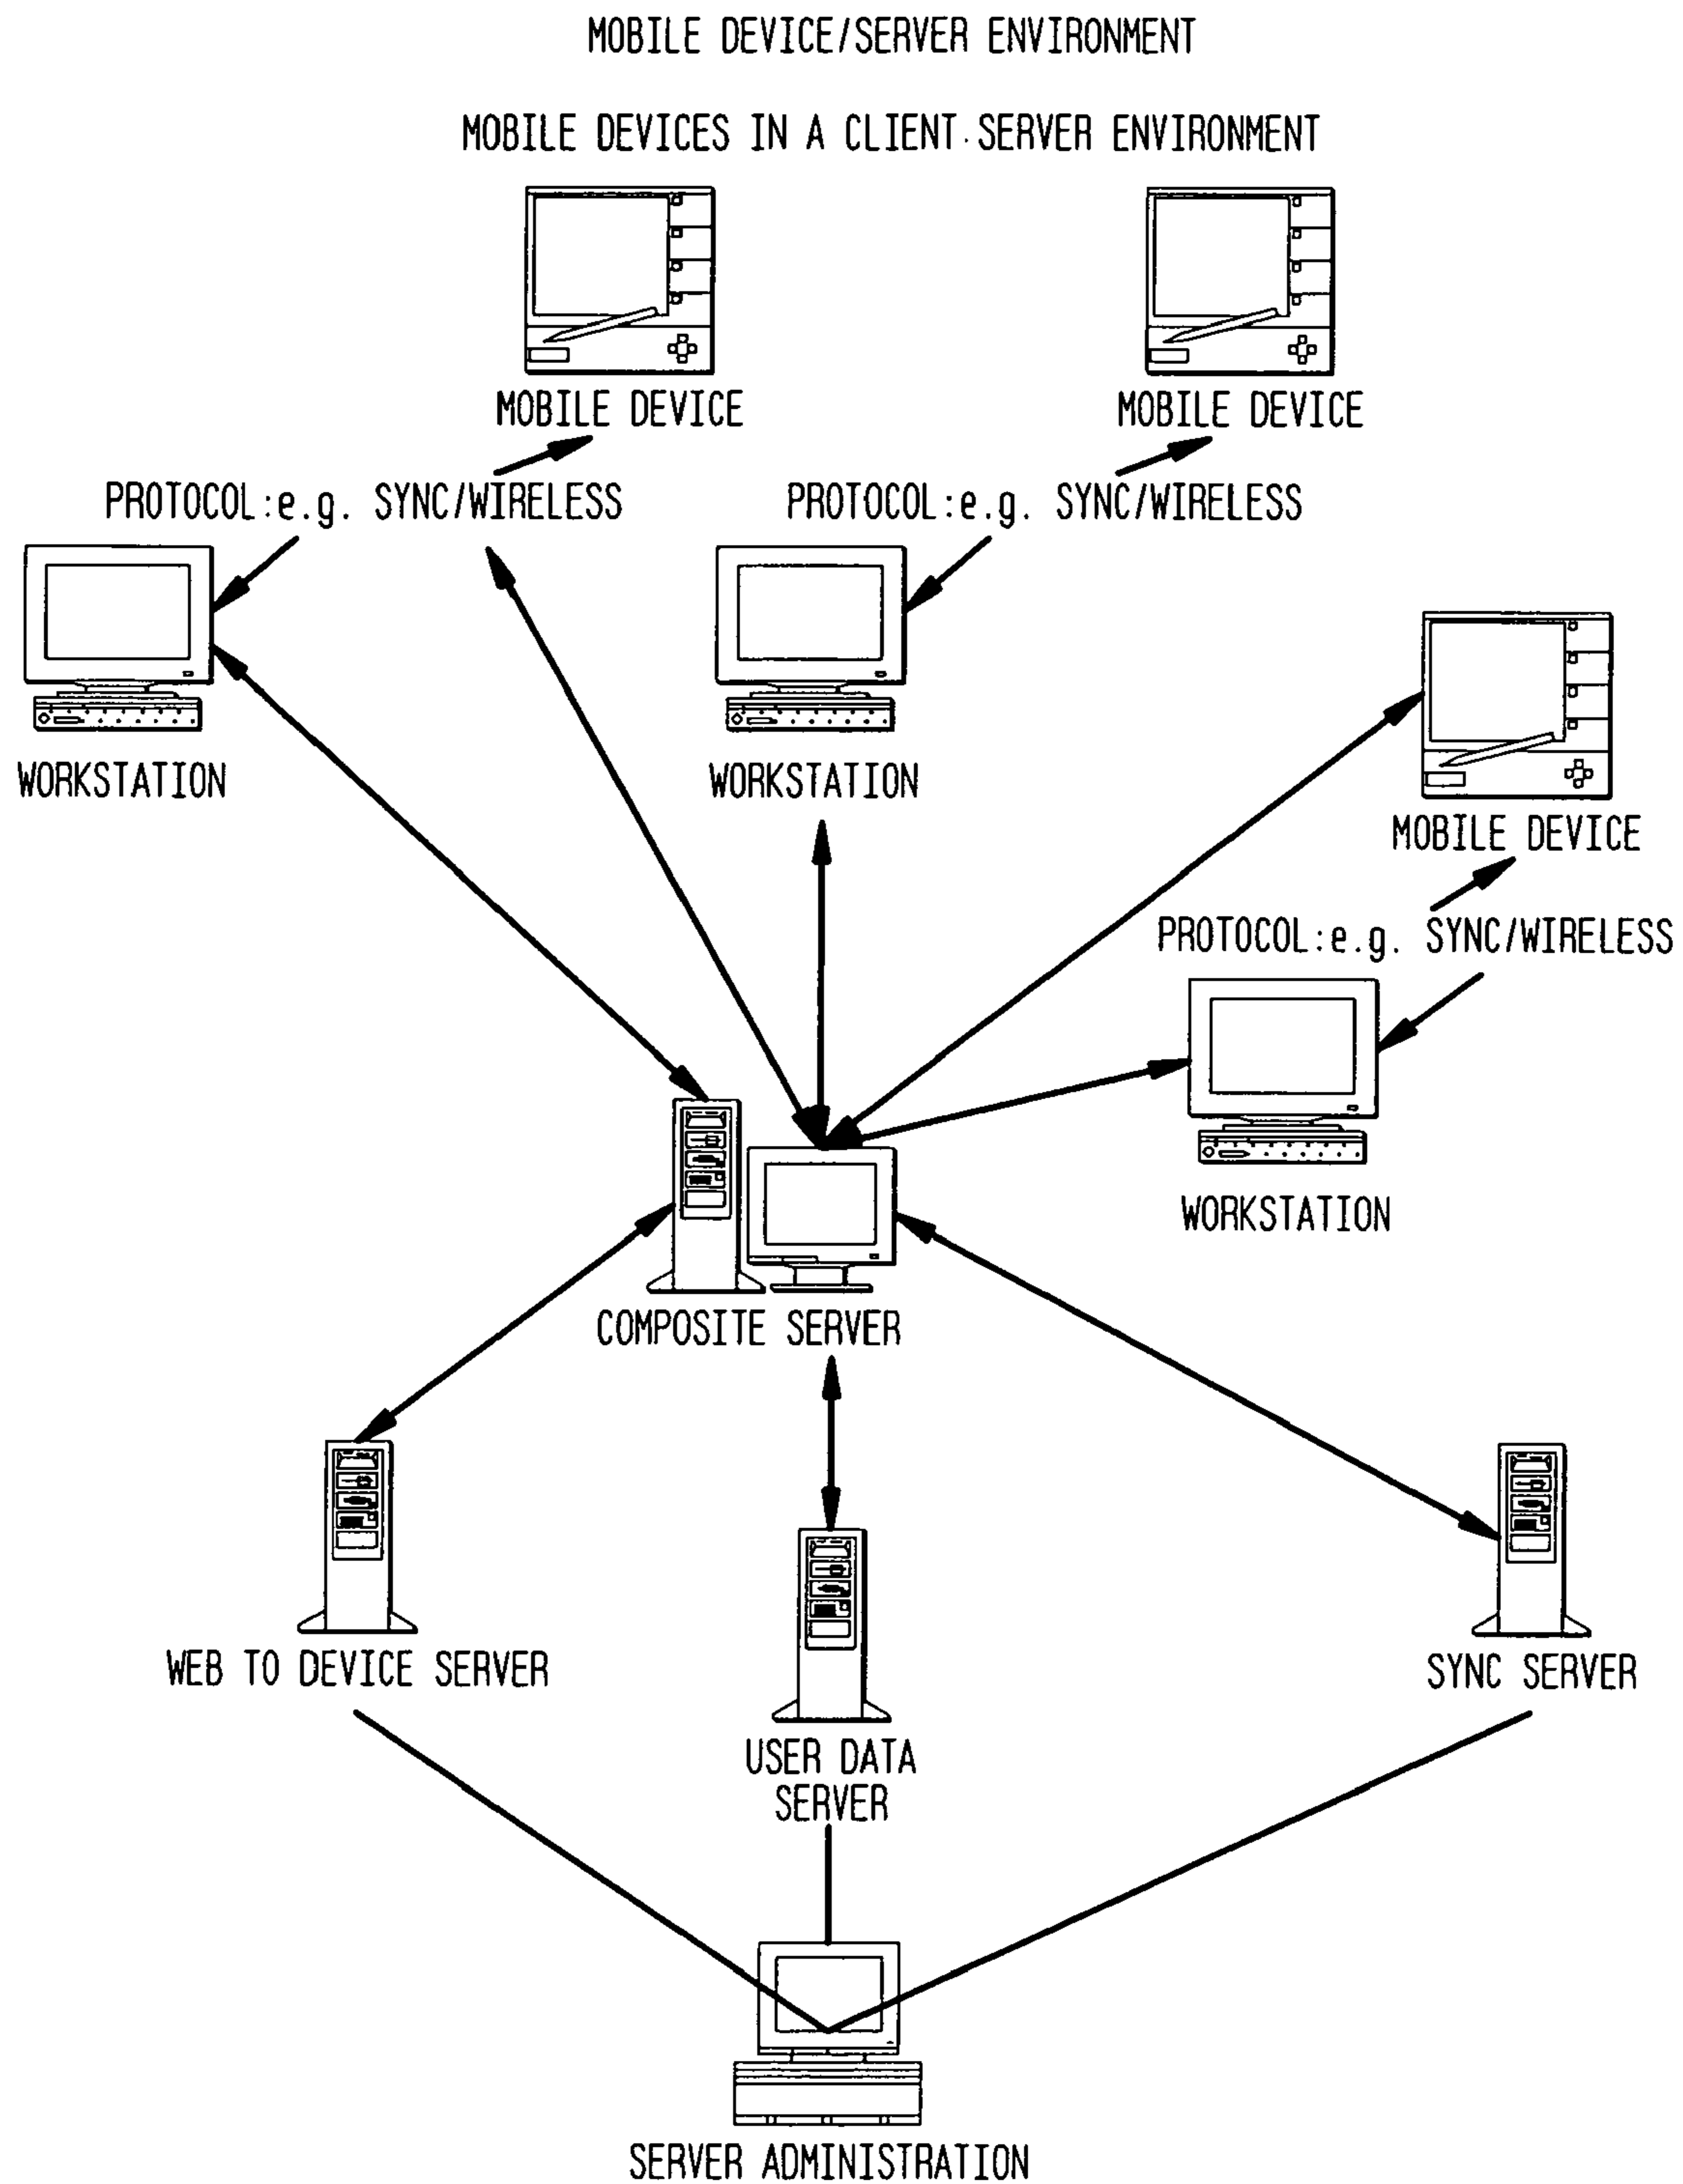 MOBILE DEVICE/SERVER ENVIRONMENT
MOBILE DEVICES IN A CLIENT SERVER ENVIRONMENT
MOBILE DEVICE
MOBILE DEVICE
PROTOCOL:e.g. SYNC/WIRELESS
PROTOCOL:e.g. SYNC/WIRELESS
WORKSTATION
WORKSTATION
MOBILE DEVICE
PROTOCOL:e.g. SYNC/WIRELESS
WORKSTATION
COMPOSITE SERVER
WEB TO DEVICE SERVER
SYNC SERVER
USER DATA
SERVER
SERVER ADMINISTRATION